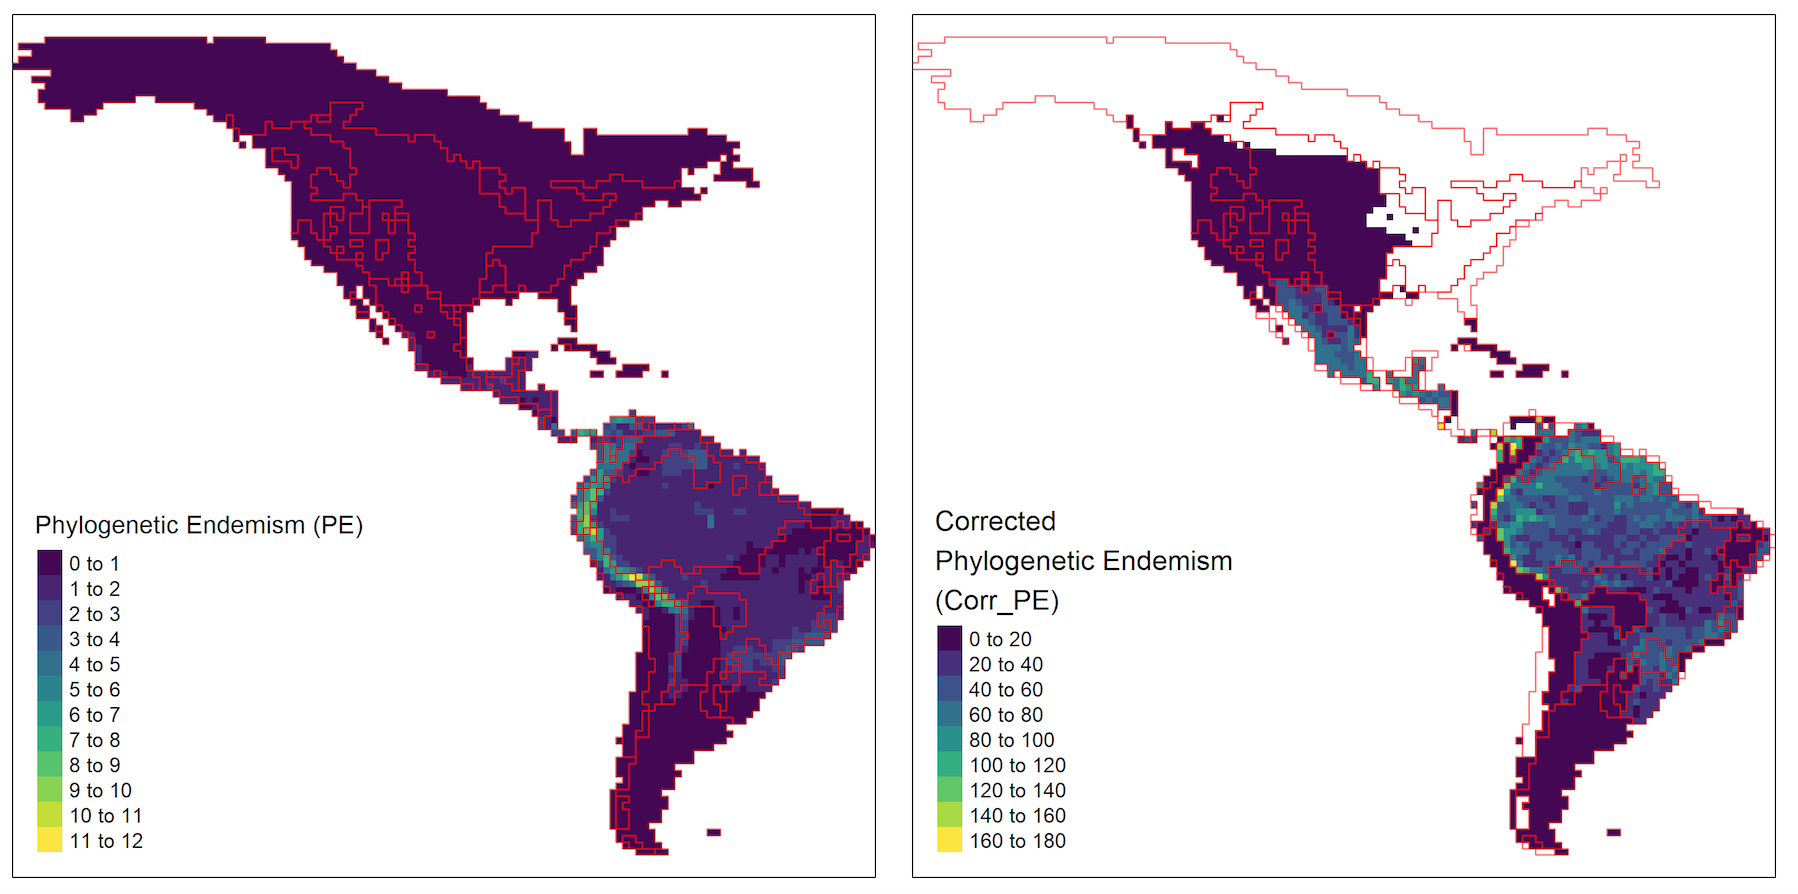 Phylogenetic Endemism (PE)
0 to 1
1 to 2
2 to 3
3 to 4
4 to 5
5 to 6
6 to 7
7 to 8
8 to 9
9 to 10
10 to 11
11 to 12
Corrected
Phylogenetic Endemism
(Corr_PE)
0 to 20
20 to 40
40 to 60
60 to 80
80 to 100
100 to 120
120 to 140
140 to 160
160 to 180